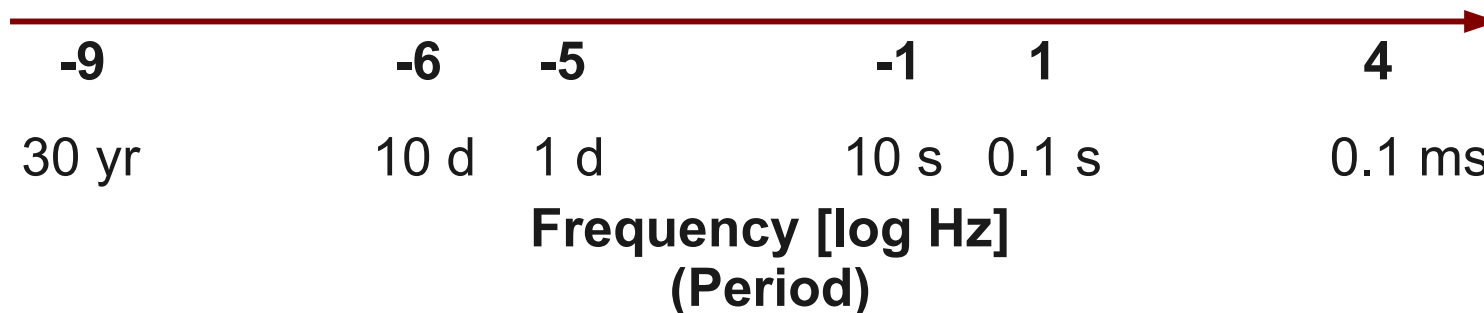 -9 -6 -5 -1 1 4
30 yr 10 d 1 d 10 s 0.1 s 0.1 ms
Frequency [log Hz]
(Period)